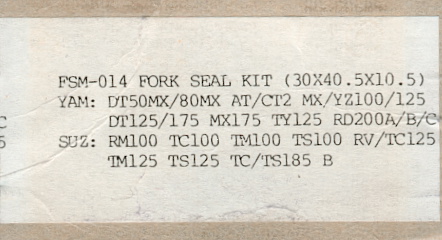 FSM-014 FORK SEAL KIT (30X40.5X10.5)
YAM: DT50MX/80MX AT/CT2 MX/YZ100/125
C DT125/175 MX175 TY125 RD200A/B/C
5 SUZ: RM100 TC100 TM100 TS100 RV/TC125
TM125 TS125 TC/TS185 B